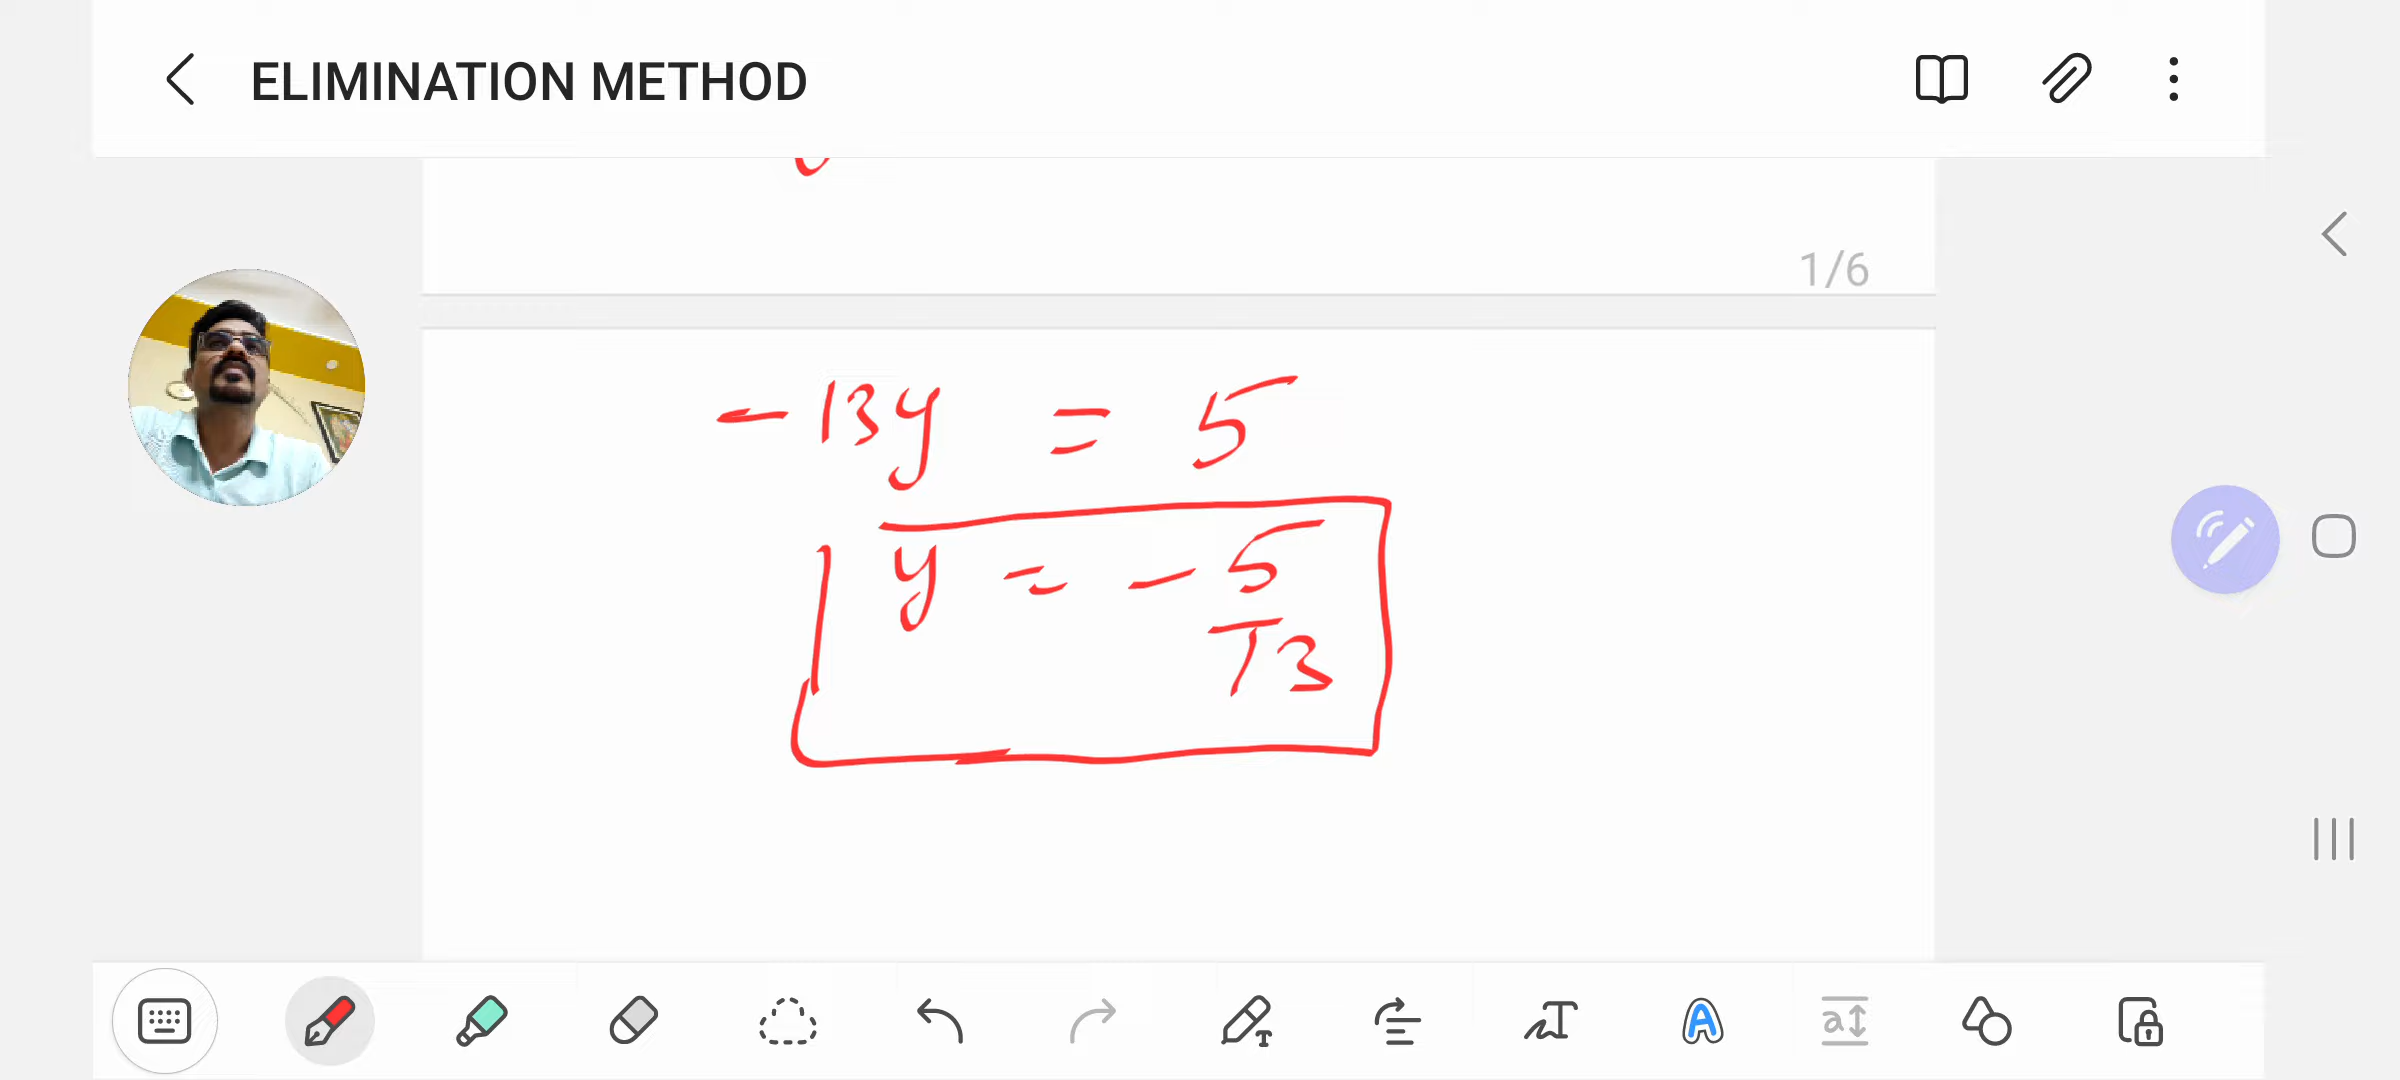 ELIMINATION METHOD
1/6
-13y = 5
y = -5
13